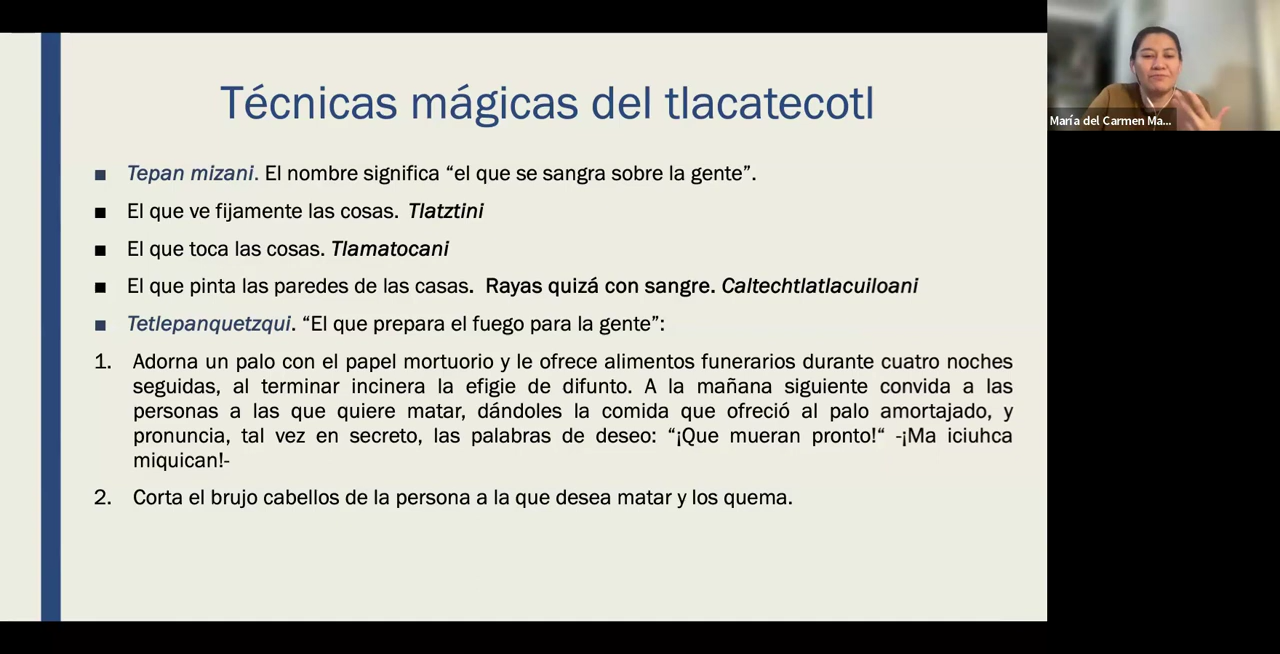 Técnicas mágicas del tlacatecotl
María del Carmen Ma...
■ Tepan mizani. El nombre significa “el que se sangra sobre la gente”.
■ El que ve fijamente las cosas. Tlatztini
■ El que toca las cosas. Tlamatocani
■ El que pinta las paredes de las casas. Rayas quizá con sangre. Caltechtlatlacuiloani
■ Tetlepanquetzqui. “El que prepara el fuego para la gente”:
1. Adorna un palo con el papel mortuorio y le ofrece alimentos funerarios durante cuatro noches
seguidas, al terminar incinera la efigie de difunto. A la mañana siguiente convida a las
personas a las que quiere matar, dándoles la comida que ofreció al palo amortajado, y
pronuncia, tal vez en secreto, las palabras de deseo: “¡Que mueran pronto!“ -¡Ma iciuhca
miquican!-
2. Corta el brujo cabellos de la persona a la que desea matar y los quema.